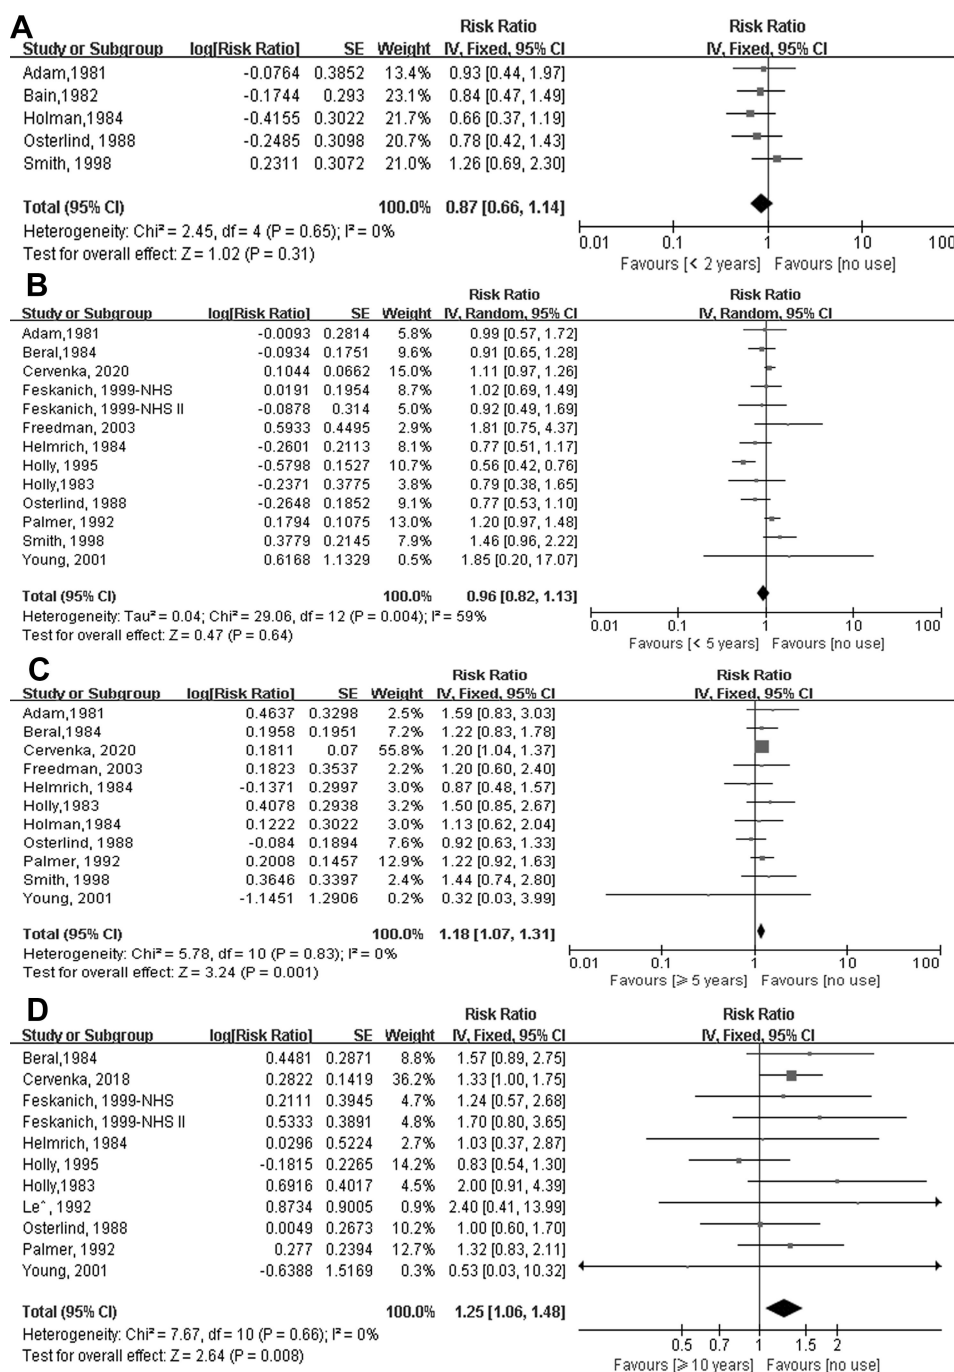 A
Risk Ratio Risk Ratio
Study or Subgroup log[Risk Ratio] SE Weight IV, Fixed, 95% CI IV, Fixed, 95% CI
Adam,1981 -0.0764 0.3852 13.4% 0.93 [0.44, 1.97]
Bain,1982 -0.1744 0.293 23.1% 0.84 [0.47, 1.49]
Holman,1984 -0.4155 0.3022 21.7% 0.66 [0.37, 1.19]
Osterlind, 1988 -0.2485 0.3098 20.7% 0.78 [0.42, 1.43]
Smith, 1998 0.2311 0.3072 21.0% 1.26 [0.69, 2.30]
Total (95% CI) 100.0% 0.87 [0.66, 1.14]
Heterogeneity: Chi² = 2.45, df = 4 (P = 0.65); I² = 0%
Test for overall effect: Z = 1.02 (P = 0.31)
0.01 0.1 1 10 100
Favours [< 2 years] Favours [no use]
B
Risk Ratio Risk Ratio
Study or Subgroup log[Risk Ratio] SE Weight IV, Random, 95% CI IV, Random, 95% CI
Adam,1981 -0.0093 0.2814 5.8% 0.99 [0.57, 1.72]
Beral,1984 -0.0934 0.1751 9.6% 0.91 [0.65, 1.28]
Cervenka, 2020 0.1044 0.0662 15.0% 1.11 [0.97, 1.26]
Feskanich, 1999-NHS 0.0191 0.1954 8.7% 1.02 [0.69, 1.49]
Feskanich, 1999-NHS II -0.0878 0.314 5.0% 0.92 [0.49, 1.69]
Freedman, 2003 0.5933 0.4495 2.9% 1.81 [0.75, 4.37]
Helmrich, 1984 -0.2601 0.2113 8.1% 0.77 [0.51, 1.17]
Holly, 1995 -0.5798 0.1527 10.7% 0.56 [0.42, 0.76]
Holly,1983 -0.2371 0.3775 3.8% 0.79 [0.38, 1.65]
Osterlind, 1988 -0.2648 0.1852 9.1% 0.77 [0.53, 1.10]
Palmer, 1992 0.1794 0.1075 13.0% 1.20 [0.97, 1.48]
Smith, 1998 0.3779 0.2145 7.9% 1.46 [0.96, 2.22]
Young, 2001 0.6168 1.1329 0.5% 1.85 [0.20, 17.07]
Total (95% CI) 100.0% 0.96 [0.82, 1.13]
Heterogeneity: Tau² = 0.04; Chi² = 29.06, df = 12 (P = 0.004); I² = 59%
Test for overall effect: Z = 0.47 (P = 0.64)
0.01 0.1 1 10 100
Favours [< 5 years] Favours [no use]
C
Risk Ratio Risk Ratio
Study or Subgroup log[Risk Ratio] SE Weight IV, Fixed, 95% CI IV, Fixed, 95% CI
Adam,1981 0.4637 0.3298 2.5% 1.59 [0.83, 3.03]
Beral,1984 0.1958 0.1951 7.2% 1.22 [0.83, 1.78]
Cervenka, 2020 0.1811 0.07 55.8% 1.20 [1.04, 1.37]
Freedman, 2003 0.1823 0.3537 2.2% 1.20 [0.60, 2.40]
Helmrich, 1984 -0.1371 0.2997 3.0% 0.87 [0.48, 1.57]
Holly,1983 0.4078 0.2938 3.2% 1.50 [0.85, 2.67]
Holman,1984 0.1222 0.3022 3.0% 1.13 [0.62, 2.04]
Osterlind, 1988 -0.084 0.1894 7.6% 0.92 [0.63, 1.33]
Palmer, 1992 0.2008 0.1457 12.9% 1.22 [0.92, 1.63]
Smith, 1998 0.3646 0.3397 2.4% 1.44 [0.74, 2.80]
Young, 2001 -1.1451 1.2906 0.2% 0.32 [0.03, 3.99]
Total (95% CI) 100.0% 1.18 [1.07, 1.31]
Heterogeneity: Chi² = 5.78, df = 10 (P = 0.83); I² = 0%
Test for overall effect: Z = 3.24 (P = 0.001)
0.01 0.1 1 10 100
Favours [⩾ 5 years] Favours [no use]
D
Risk Ratio Risk Ratio
Study or Subgroup log[Risk Ratio] SE Weight IV, Fixed, 95% CI IV, Fixed, 95% CI
Beral,1984 0.4481 0.2871 8.8% 1.57 [0.89, 2.75]
Cervenka, 2018 0.2822 0.1419 36.2% 1.33 [1.00, 1.75]
Feskanich, 1999-NHS 0.2111 0.3945 4.7% 1.24 [0.57, 2.68]
Feskanich, 1999-NHS II 0.5333 0.3891 4.8% 1.70 [0.80, 3.65]
Helmrich, 1984 0.0296 0.5224 2.7% 1.03 [0.37, 2.87]
Holly, 1995 -0.1815 0.2265 14.2% 0.83 [0.54, 1.30]
Holly,1983 0.6916 0.4017 4.5% 2.00 [0.91, 4.39]
Leˆ , 1992 0.8734 0.9005 0.9% 2.40 [0.41, 13.99]
Osterlind, 1988 0.0049 0.2673 10.2% 1.00 [0.60, 1.70]
Palmer, 1992 0.277 0.2394 12.7% 1.32 [0.83, 2.11]
Young, 2001 -0.6388 1.5169 0.3% 0.53 [0.03, 10.32]
Total (95% CI) 100.0% 1.25 [1.06, 1.48]
Heterogeneity: Chi² = 7.67, df = 10 (P = 0.66); I² = 0%
Test for overall effect: Z = 2.64 (P = 0.008)
0.5 0.7 1 1.5 2
Favours [⩾ 10 years] Favours [no use]